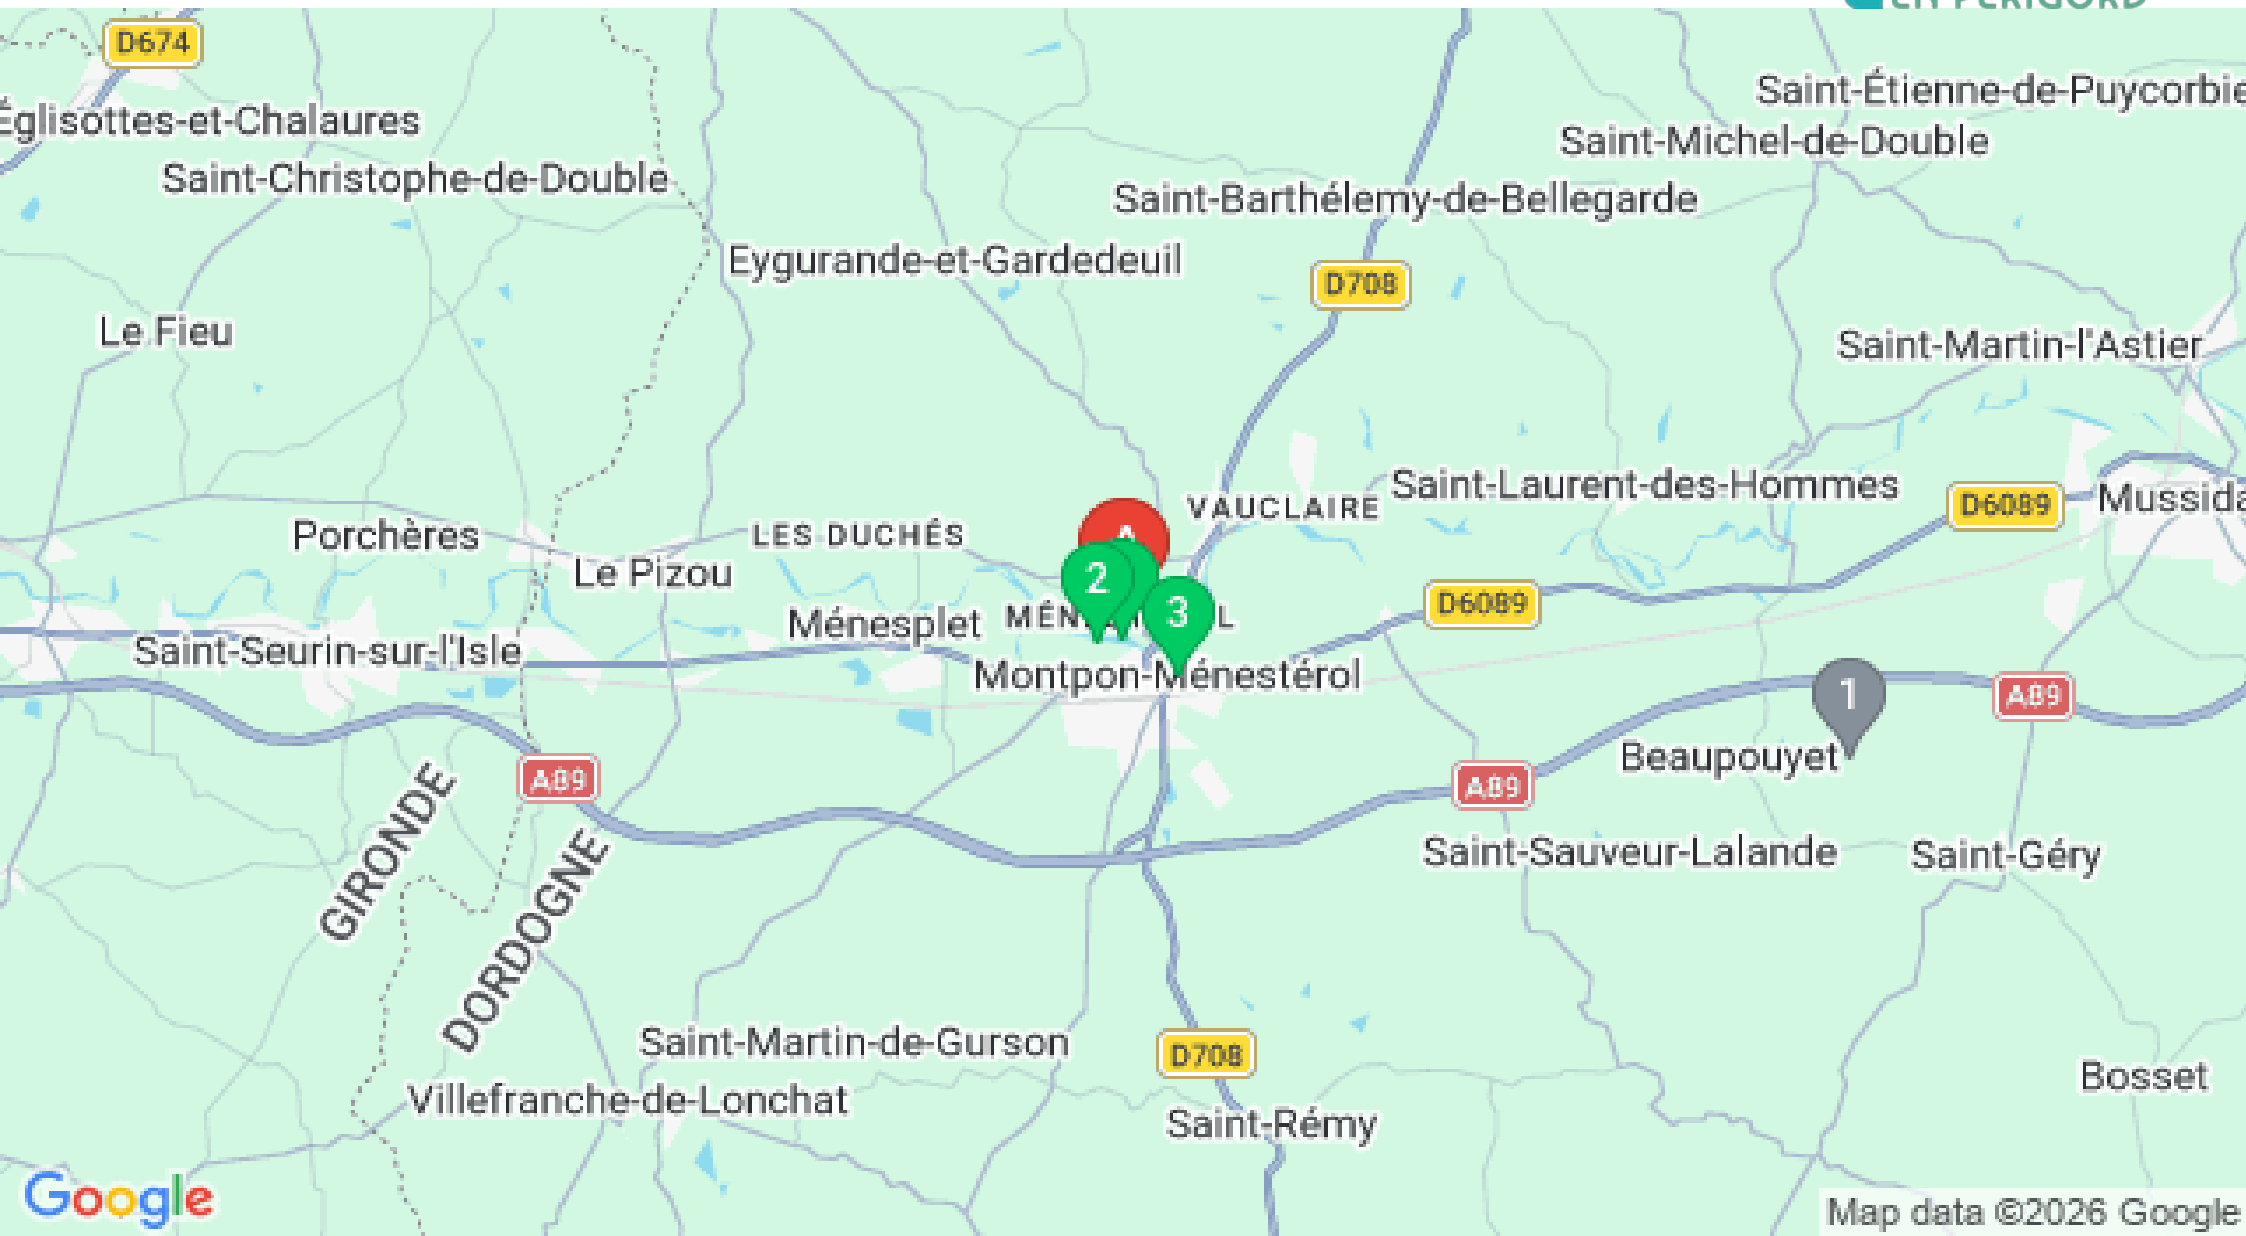 EN PÉRIGORD
D674
Saint-Étienne-de-Puycorbie
Églisottes-et-Chalaures
Saint-Michel-de-Double
Saint-Christophe-de-Double
Saint-Barthélemy-de-Bellegarde
Eygurande-et-Gardedeuil
D708
Le Fieu
Saint-Martin-l'Astier
Saint-Laurent-des-Hommes
Mussida
D6089
VAUCLAIRE
LES DUCHÉS
Porchères
A
Le Pizou
2
3
D6089
Ménesplet
Saint-Seurin-sur-l'Isle
Montpon-Ménestérol
1
A89
Beaupouyet
A89
A89
GIRONDE
DORDOGNE
Saint-Sauveur-Lalande
Saint-Géry
Saint-Martin-de-Gurson
D708
Bosset
Villefranche-de-Lonchat
Saint-Rémy
Google
Map data ©2026 Google